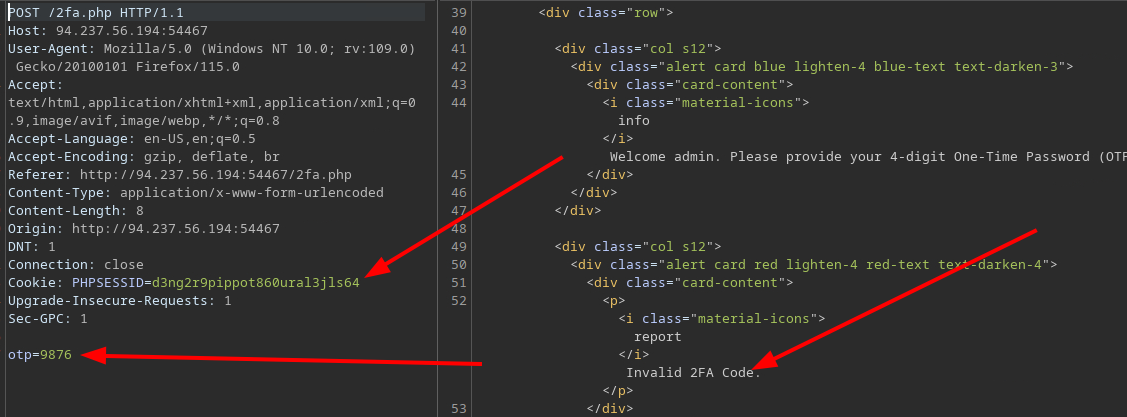 POST /2fa.php HTTP/1.1
Host: 94.237.56.194:54467
User-Agent: Mozilla/5.0 (Windows NT 10.0; rv:109.0)
Gecko/20100101 Firefox/115.0
Accept:
text/html,application/xhtml+xml,application/xml;q=0
.9,image/avif,image/webp,*/*;q=0.8
Accept-Language: en-US,en;q=0.5
Accept-Encoding: gzip, deflate, br
Referer: http://94.237.56.194:54467/2fa.php
Content-Type: application/x-www-form-urlencoded
Content-Length: 8
Origin: http://94.237.56.194:54467
DNT: 1
Connection: close
Cookie: PHPSESSID=d3ng2r9pippot860ural3jls64
Upgrade-Insecure-Requests: 1
Sec-GPC: 1
otp=9876
39 <div class="row">
40
41 <div class="col s12">
42 <div class="alert card blue lighten-4 blue-text text-darken-3">
43 <div class="card-content">
44 <i class="material-icons">
info
</i>
Welcome admin. Please provide your 4-digit One-Time Password (OTP
45 </div>
46 </div>
47 </div>
48
49 <div class="col s12">
50 <div class="alert card red lighten-4 red-text text-darken-4">
51 <div class="card-content">
52 <p>
<i class="material-icons">
report
</i>
Invalid 2FA Code.
</p>
53 </div>